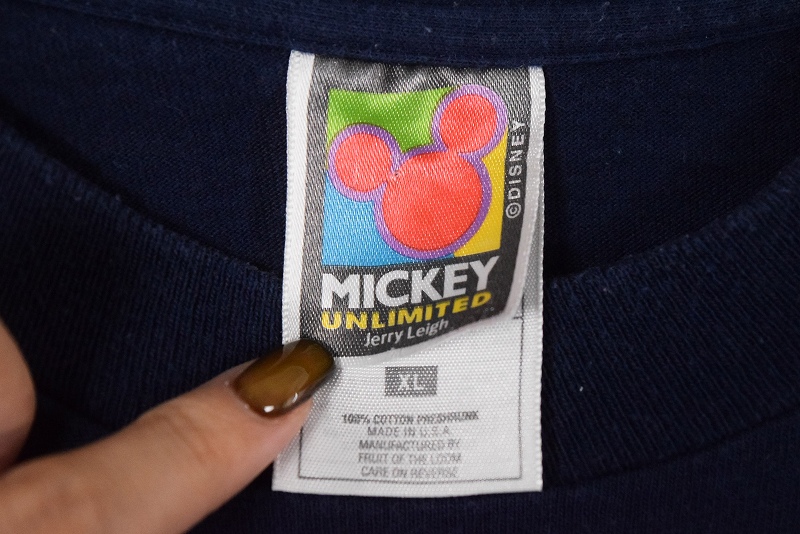 ©DISNEY
MICKEY
UNLIMITED
Jerry Leigh
XL
100% COTTON PRESHRUNK
MADE IN U.S.A
MANUFACTURED BY
FRUIT OF THE LOOM
CARE ON REVERSE